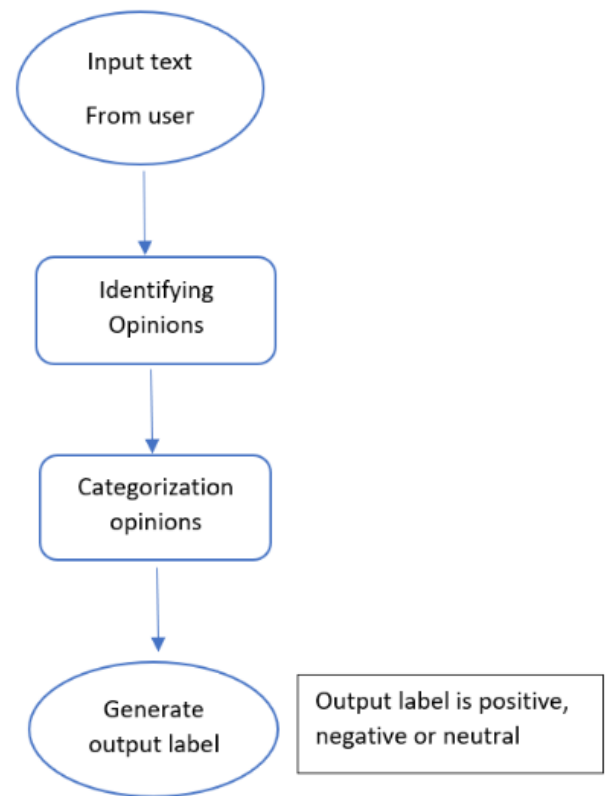 Input text
From user
Identifying
Opinions
Categorization
opinions
Generate
output label
Output label is positive,
negative or neutral